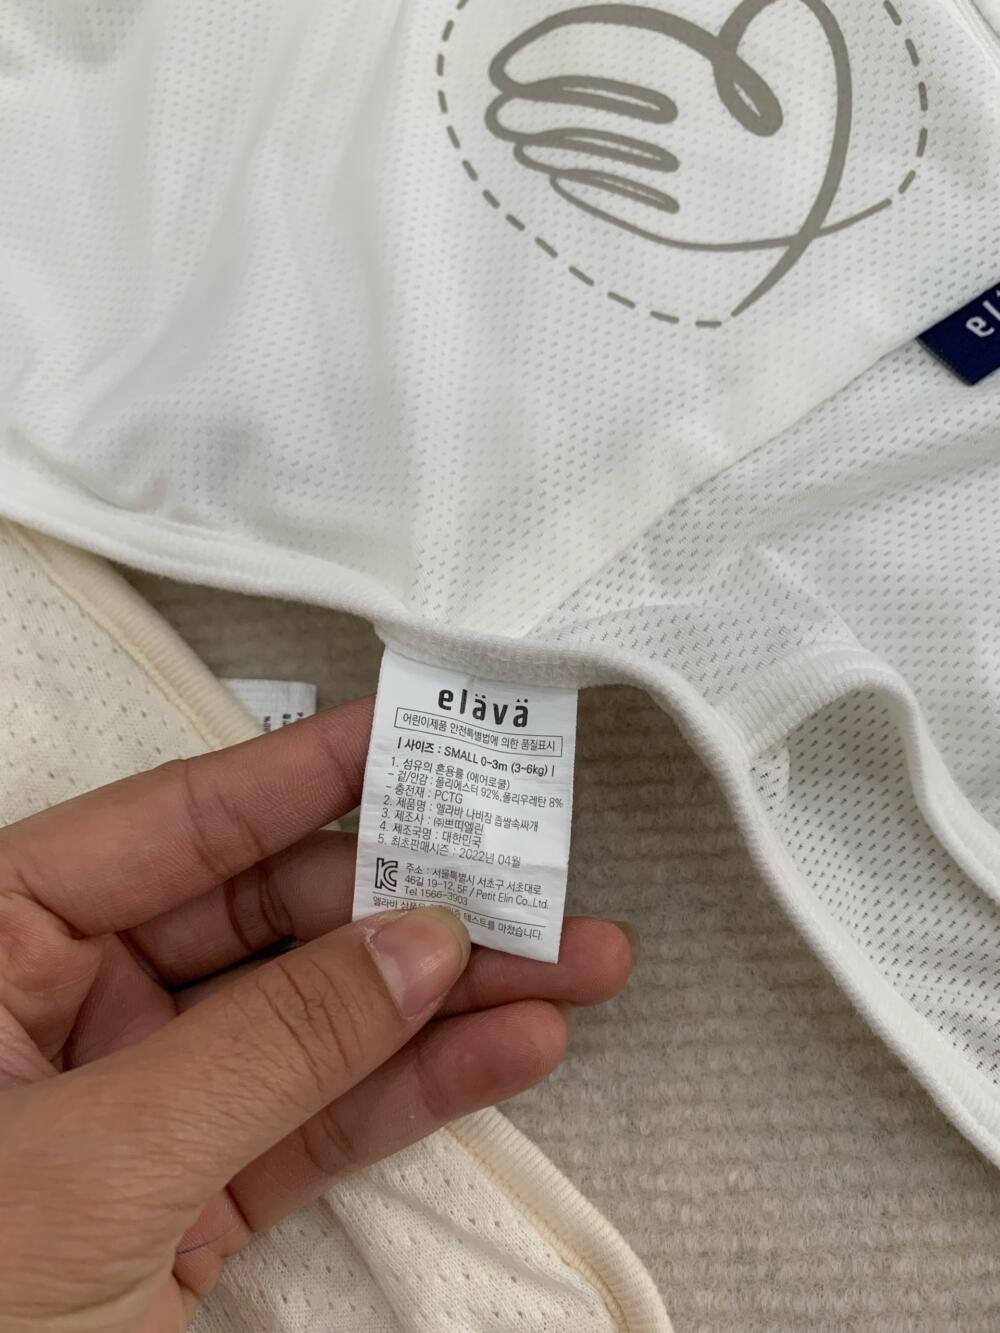 elävä
어린이제품 안전특별법에 의한 품질표시
| 사이즈 : SMALL 0~3m (3~6kg) |
1. 섬유의 혼용률 (에어로쿨)
- 겉/안감 : 폴리에스터 92%,폴리우레탄 8%
- 충전재 : PCTG
2. 제품명 : 엘라바 나비잠 좁쌀속싸개
3. 제조사 : ㈜쁘띠엘린
4. 제조국명 : 대한민국
5. 최초판매시즌 : 2022년 04월
주소 : 서울특별시 서초구 서초대로
46길 19-12, 5F / Petit Elin Co.,Ltd.
Tel 1566-3903
엘라바 테스트를 마쳤습니다.